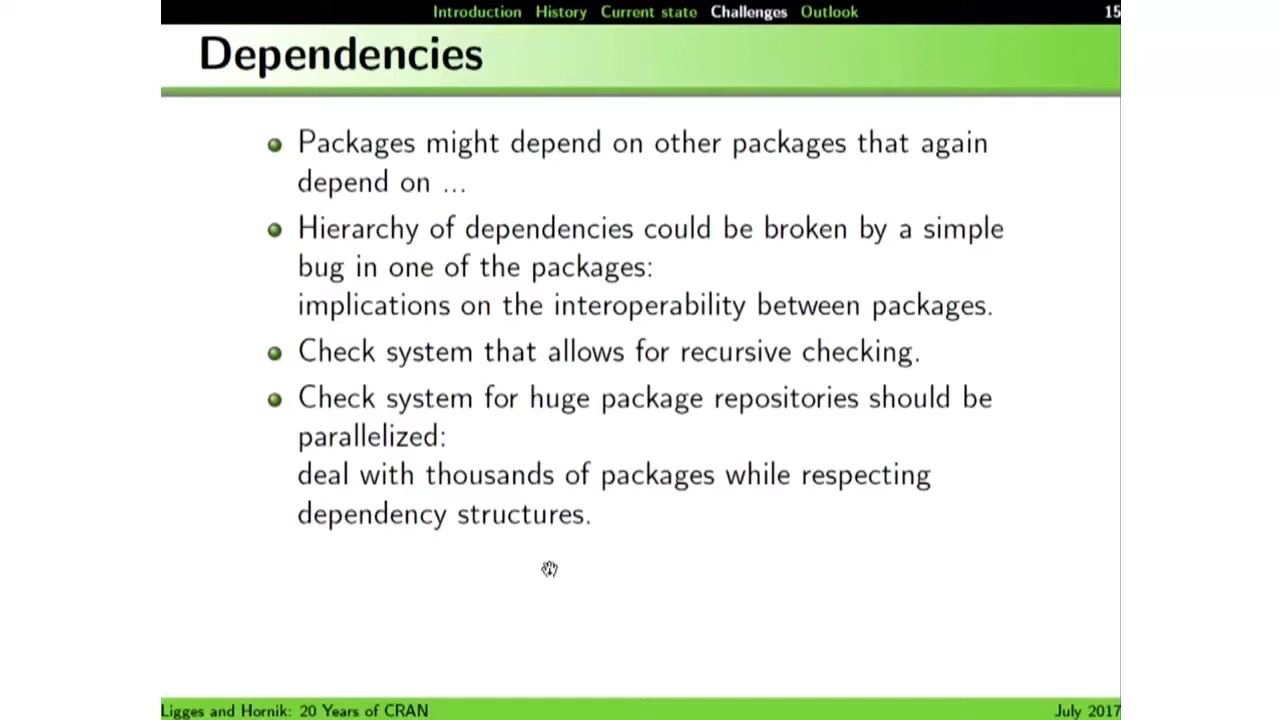 Introduction History Current state Challenges Outlook 15
Dependencies
Packages might depend on other packages that again
depend on ...
Hierarchy of dependencies could be broken by a simple
bug in one of the packages:
implications on the interoperability between packages.
Check system that allows for recursive checking.
Check system for huge package repositories should be
parallelized:
deal with thousands of packages while respecting
dependency structures.
Ligges and Hornik: 20 Years of CRAN July 2017